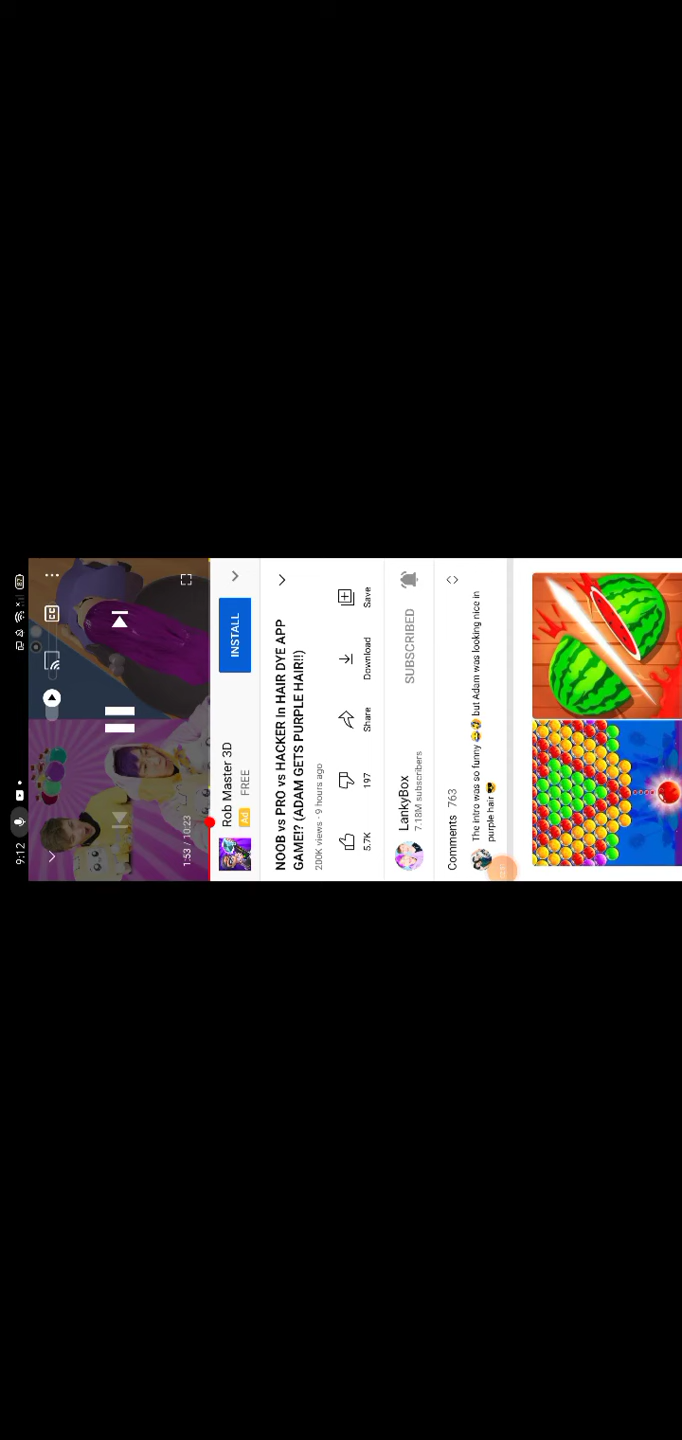 9:12
87
CC
1:53 / 10:23
Rob Master 3D
Ad FREE
INSTALL
NOOB vs PRO vs HACKER In HAIR DYE APP
GAME!? (ADAM GETS PURPLE HAIR!!)
200K views · 9 hours ago
5.7K
197
Share
Download
Save
LankyBox
7.18M subscribers
SUBSCRIBED
Comments 763
The intro was so funny 😂🤣 but Adam was looking nice in
purple hair 😎